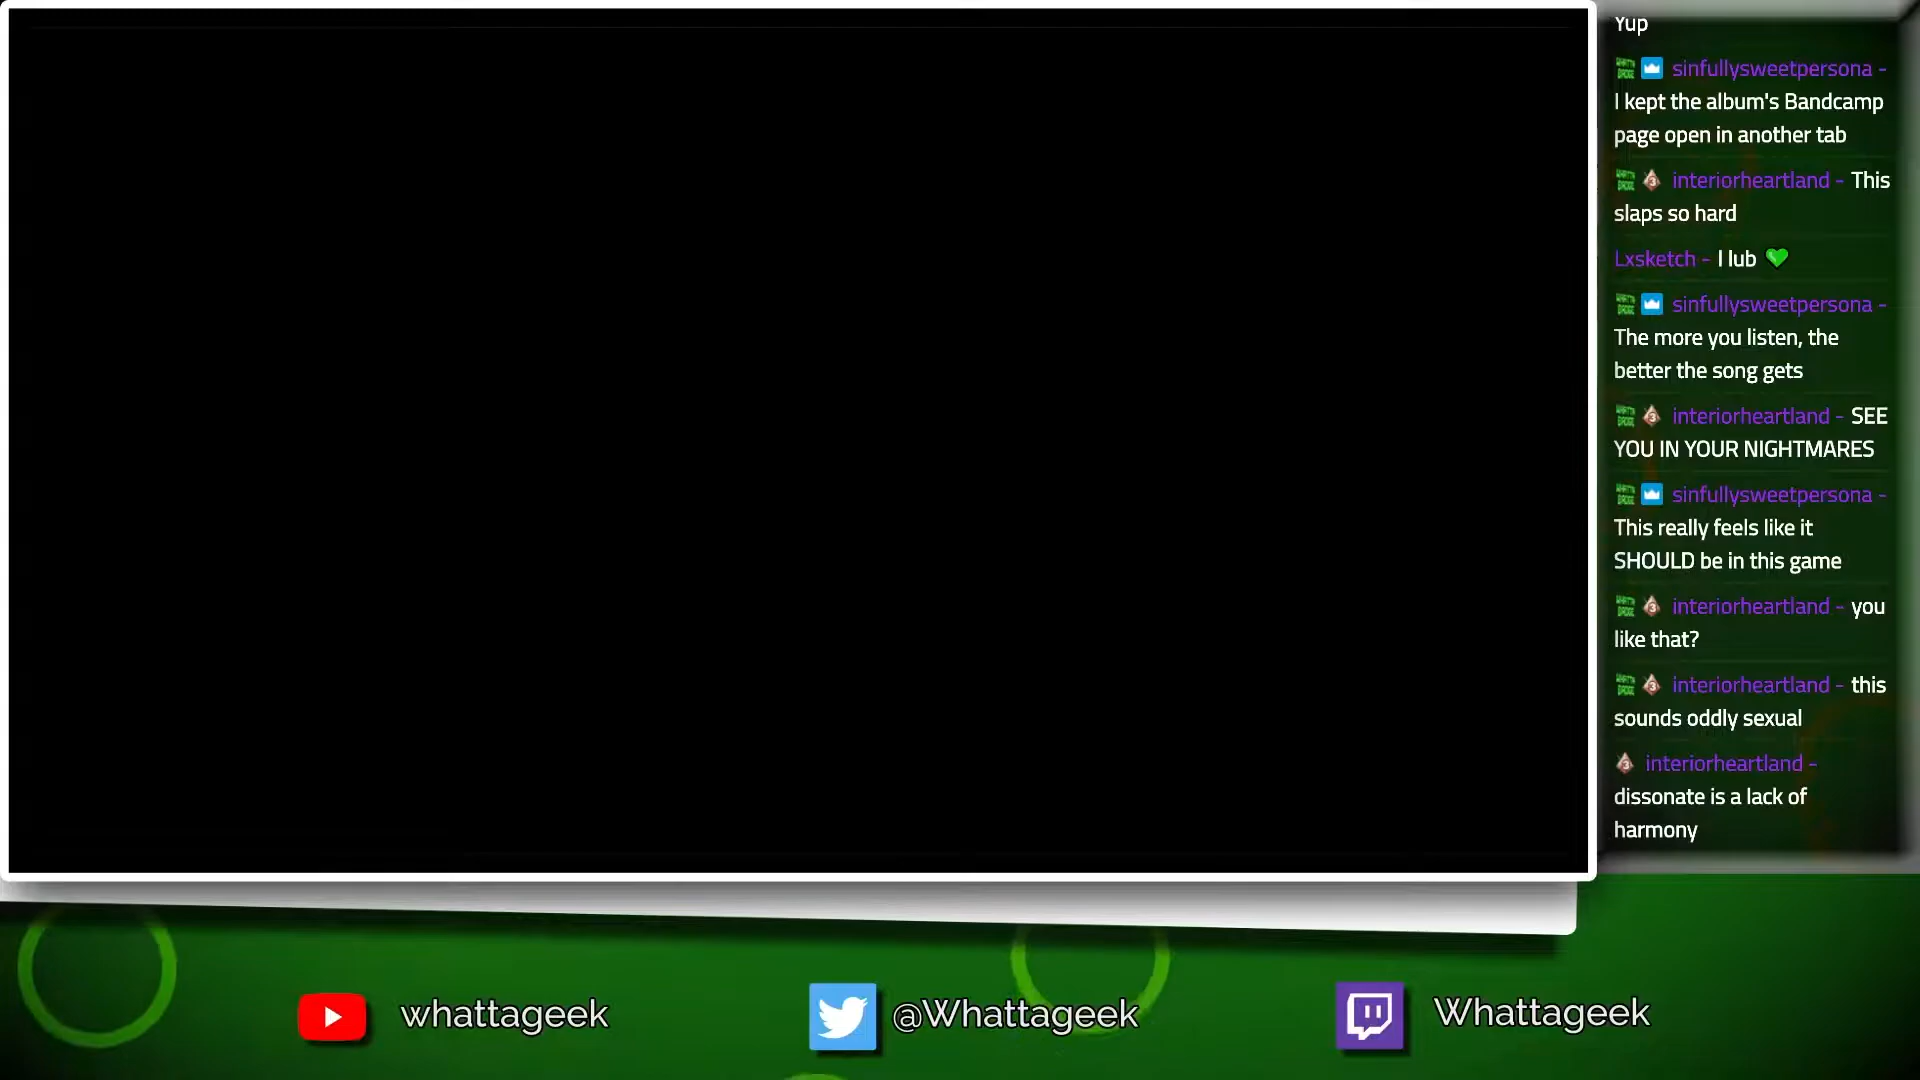 Yup
sinfullysweetpersona -
I kept the album's Bandcamp
page open in another tab
interiorheartland - This
slaps so hard
Lxsketch - I lub
sinfullysweetpersona -
The more you listen, the
better the song gets
interiorheartland - SEE
YOU IN YOUR NIGHTMARES
sinfullysweetpersona -
This really feels like it
SHOULD be in this game
interiorheartland - you
like that?
interiorheartland - this
sounds oddly sexual
interiorheartland -
dissonate is a lack of
harmony
whattageek
@Whattageek
Whattageek